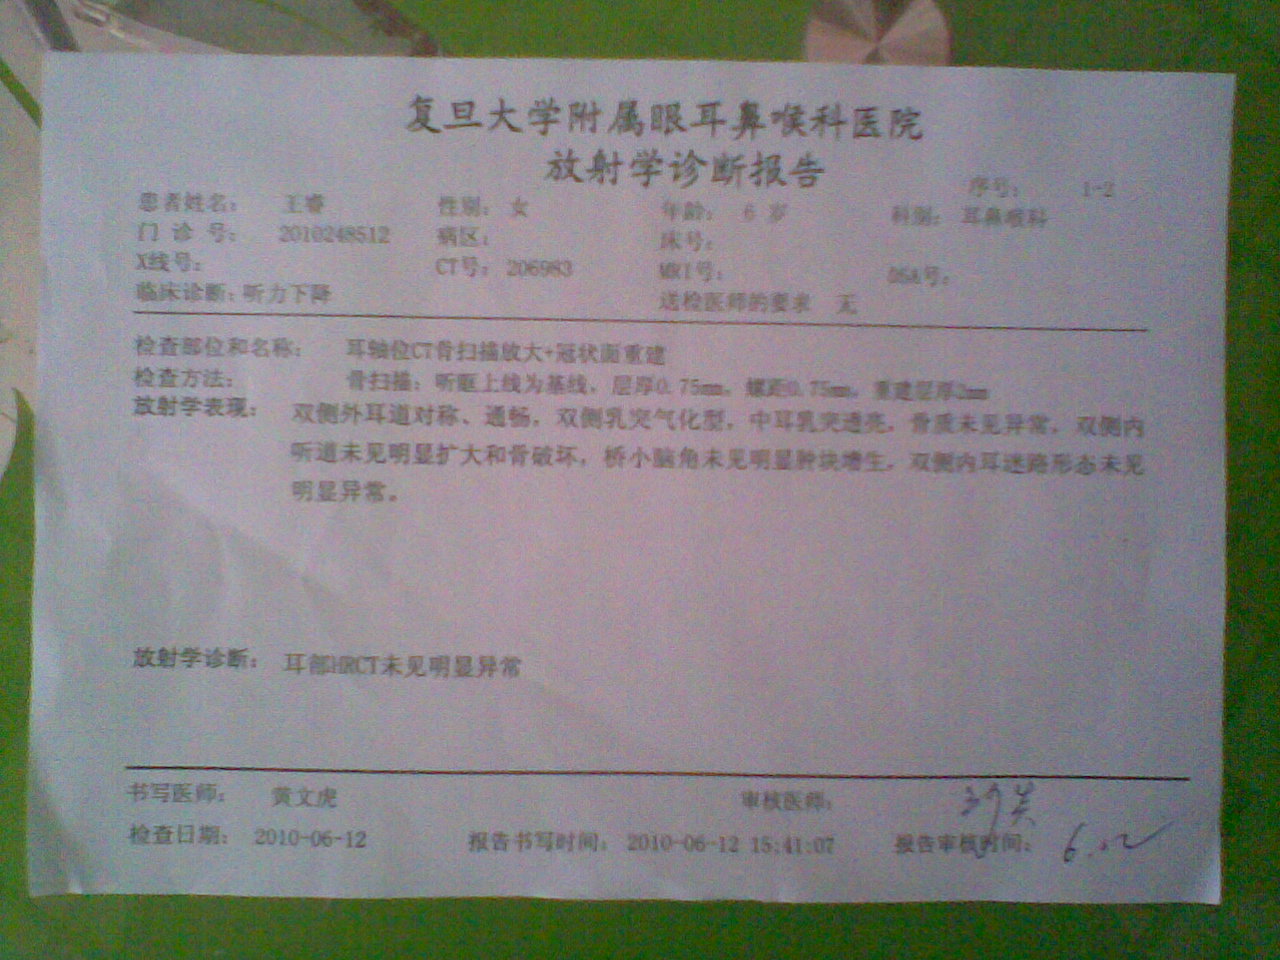 复旦大学附属眼耳鼻喉科医院
放射学诊断报告
序号： 1-2
患者姓名： 王睿 性别： 女 年龄： 6 岁 科别： 耳鼻喉科
门 诊 号： 2010248512 病区： 床号：
X线号： CT号： 206983 MRI号： DSA号：
临床诊断：听力下降 送检医师的要求 无
检查部位和名称： 耳轴位CT骨扫描放大+冠状面重建
检查方法： 骨扫描：听眶上线为基线，层厚0.75mm，螺距0.75mm，重建层厚2mm
放射学表现： 双侧外耳道对称、通畅，双侧乳突气化型，中耳乳突透亮，骨质未见异常，双侧内
听道未见明显扩大和骨破坏，桥小脑角未见明显肿块增生，双侧内耳迷路形态未见
明显异常。
放射学诊断： 耳部HRCT未见明显异常
书写医师： 黄文虎 审核医师：
检查日期： 2010-06-12 报告书写时间： 2010-06-12 15:41:07 报告审核时间： 6.12